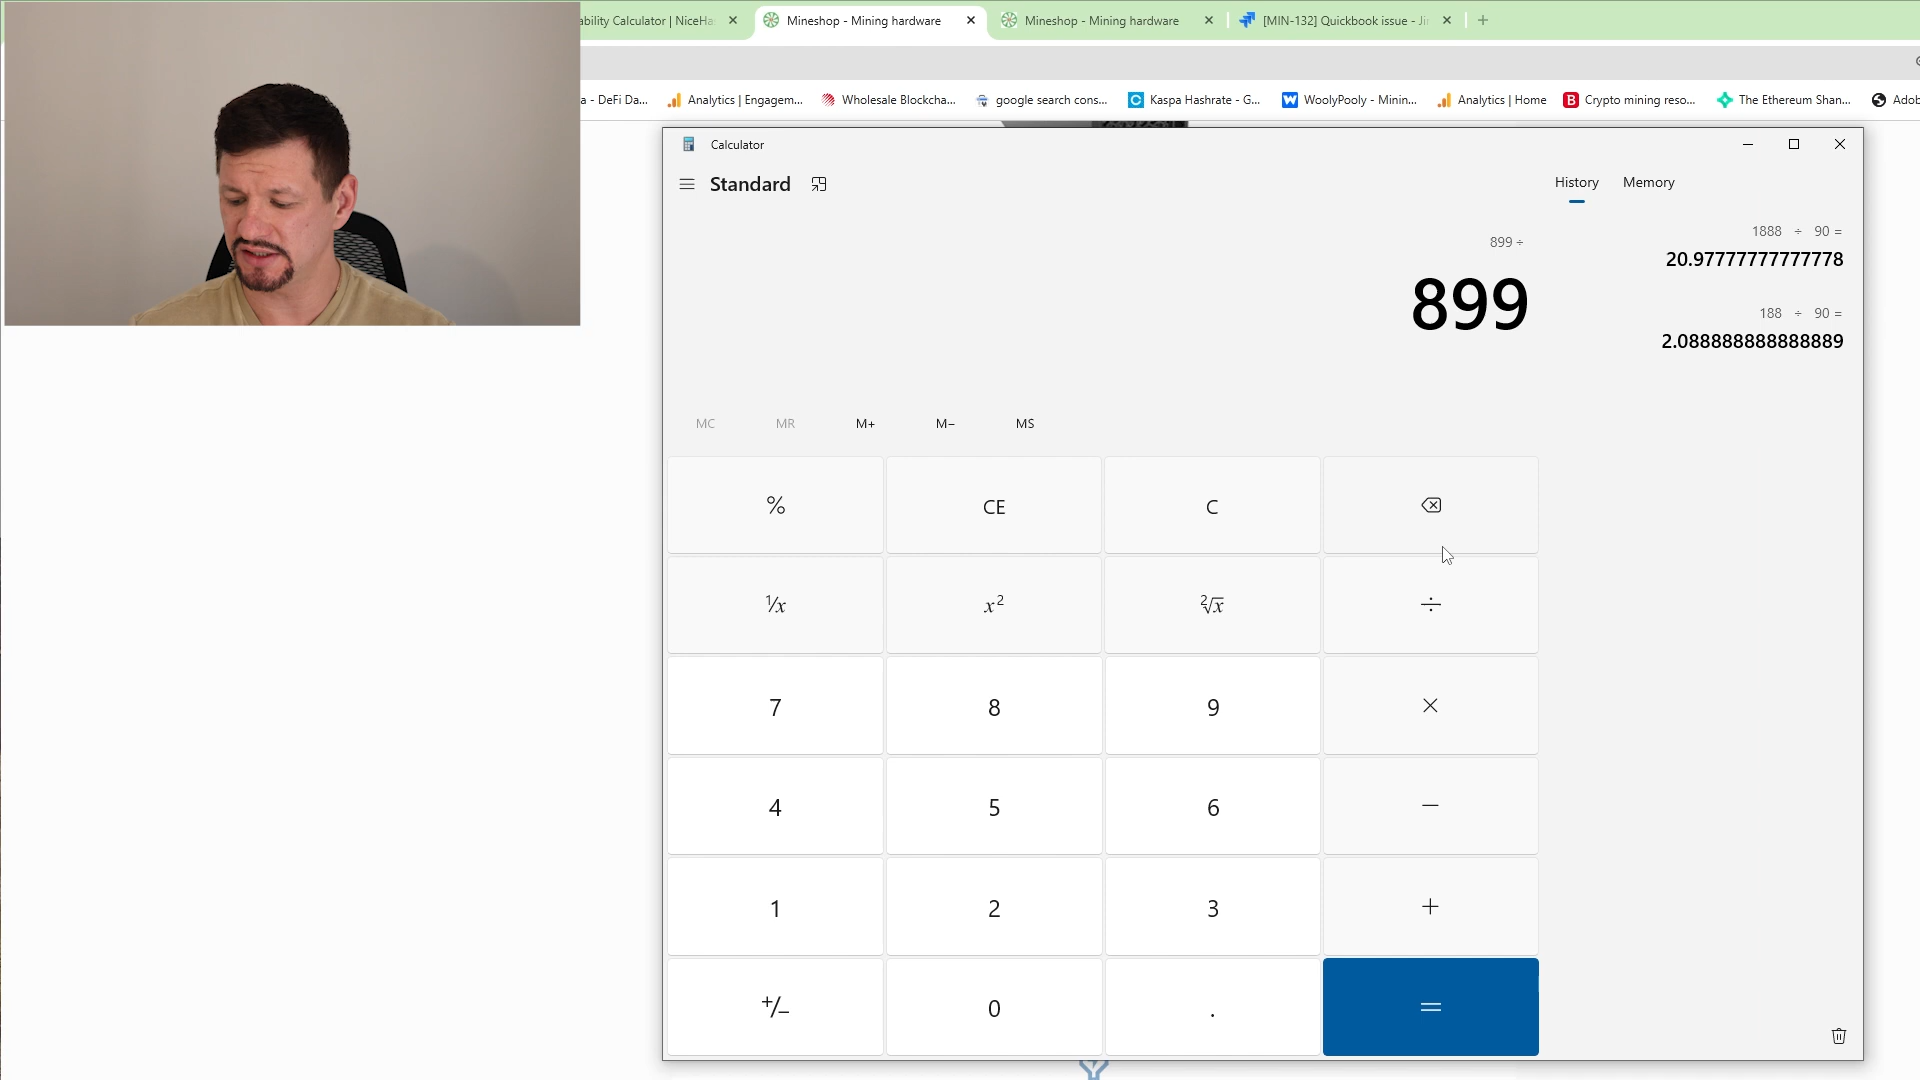 ability Calculator | NiceHa
Mineshop - Mining hardware
Mineshop - Mining hardware
[MIN-132] Quickbook issue - Ji
a - DeFi Da...
Analytics | Engagem...
Wholesale Blockcha...
google search cons...
Kaspa Hashrate - G...
WoolyPooly - Minin...
Analytics | Home
Crypto mining reso...
The Ethereum Shan...
Adob
Calculator
Standard
History
Memory
899 ÷
899
1888 ÷ 90 =
20.97777777777778
188 ÷ 90 =
2.088888888888889
MC MR M+ M− MS
% CE C
1/x x2 2√x ÷
7 8 9 ×
4 5 6 −
1 2 3 +
+/− 0 . =